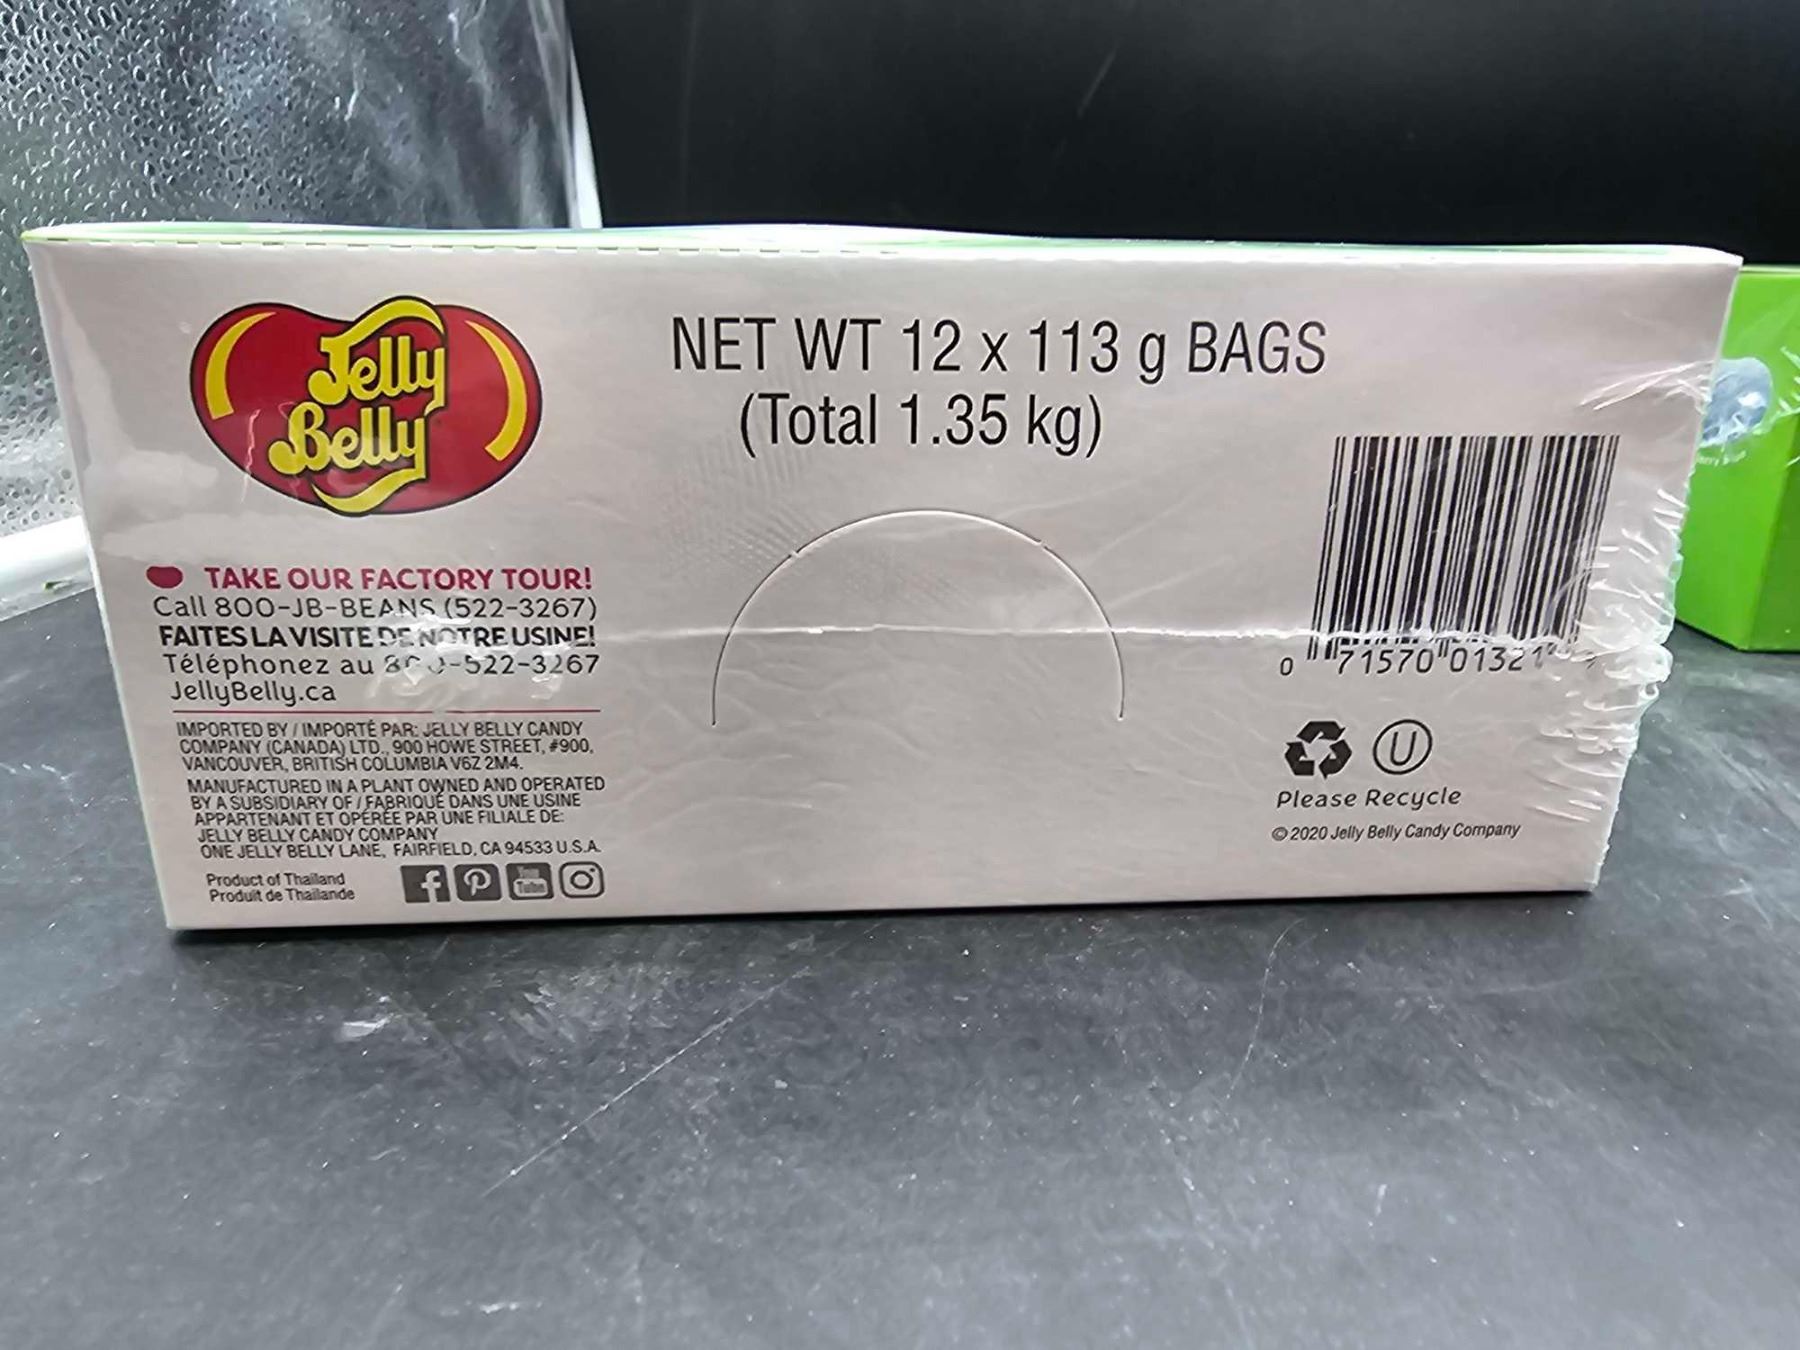 Jelly
Belly
NET WT 12 x 113 g BAGS
(Total 1.35 kg)
TAKE OUR FACTORY TOUR!
Call 800-JB-BEANS (522-3267)
FAITES LA VISITE DE NOTRE USINE!
Téléphonez au 800-522-3267
JellyBelly.ca
IMPORTED BY / IMPORTÉ PAR: JELLY BELLY CANDY
COMPANY (CANADA) LTD., 900 HOWE STREET, #900,
VANCOUVER, BRITISH COLUMBIA V6Z 2M4.
MANUFACTURED IN A PLANT OWNED AND OPERATED
BY A SUBSIDIARY OF / FABRIQUÉ DANS UNE USINE
APPARTENANT ET OPÉRÉE PAR UNE FILIALE DE:
JELLY BELLY CANDY COMPANY
ONE JELLY BELLY LANE, FAIRFIELD, CA 94533 U.S.A.
Product of Thailand
Produit de Thaïlande
You
Tube
0 71570 01321
U
Please Recycle
© 2020 Jelly Belly Candy Company